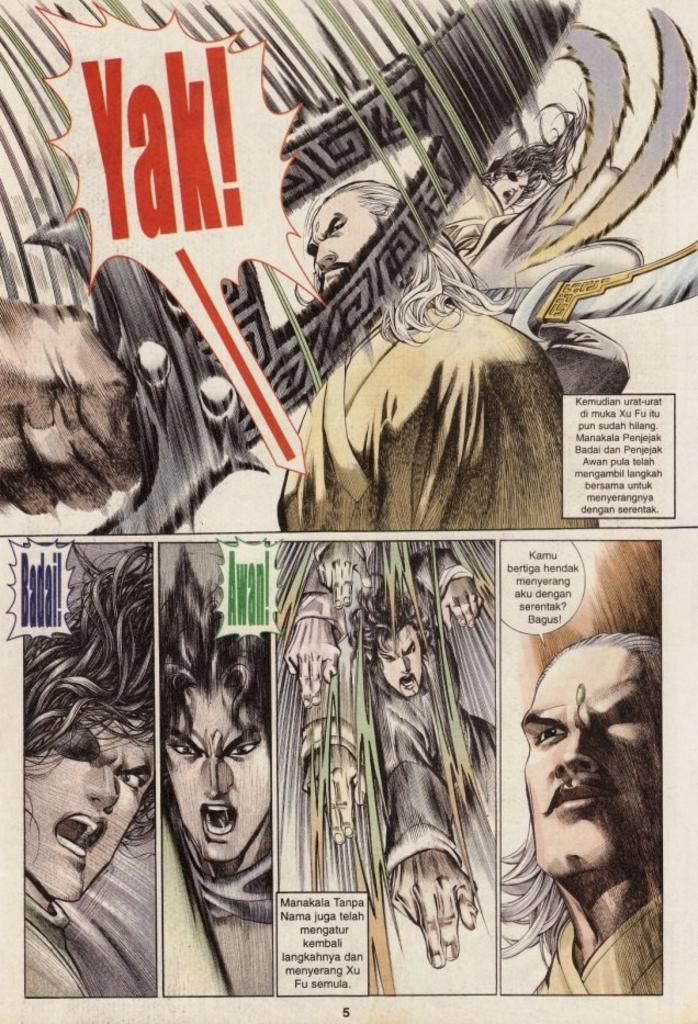 Yak!
Kemudian urat-urat
di muka Xu Fu itu
pun sudah hilang.
Manakala Penjejak
Badai dan Penjejak
Awan pula telah
mengambil langkah
bersama untuk
menyerangnya
dengan serentak.
Badai!
Awan!
Manakala Tanpa
Nama juga telah
mengatur
kembali
langkahnya dan
menyerang Xu
Fu semula.
Kamu
bertiga hendak
menyerang
aku dengan
serentak?
Bagus!
5